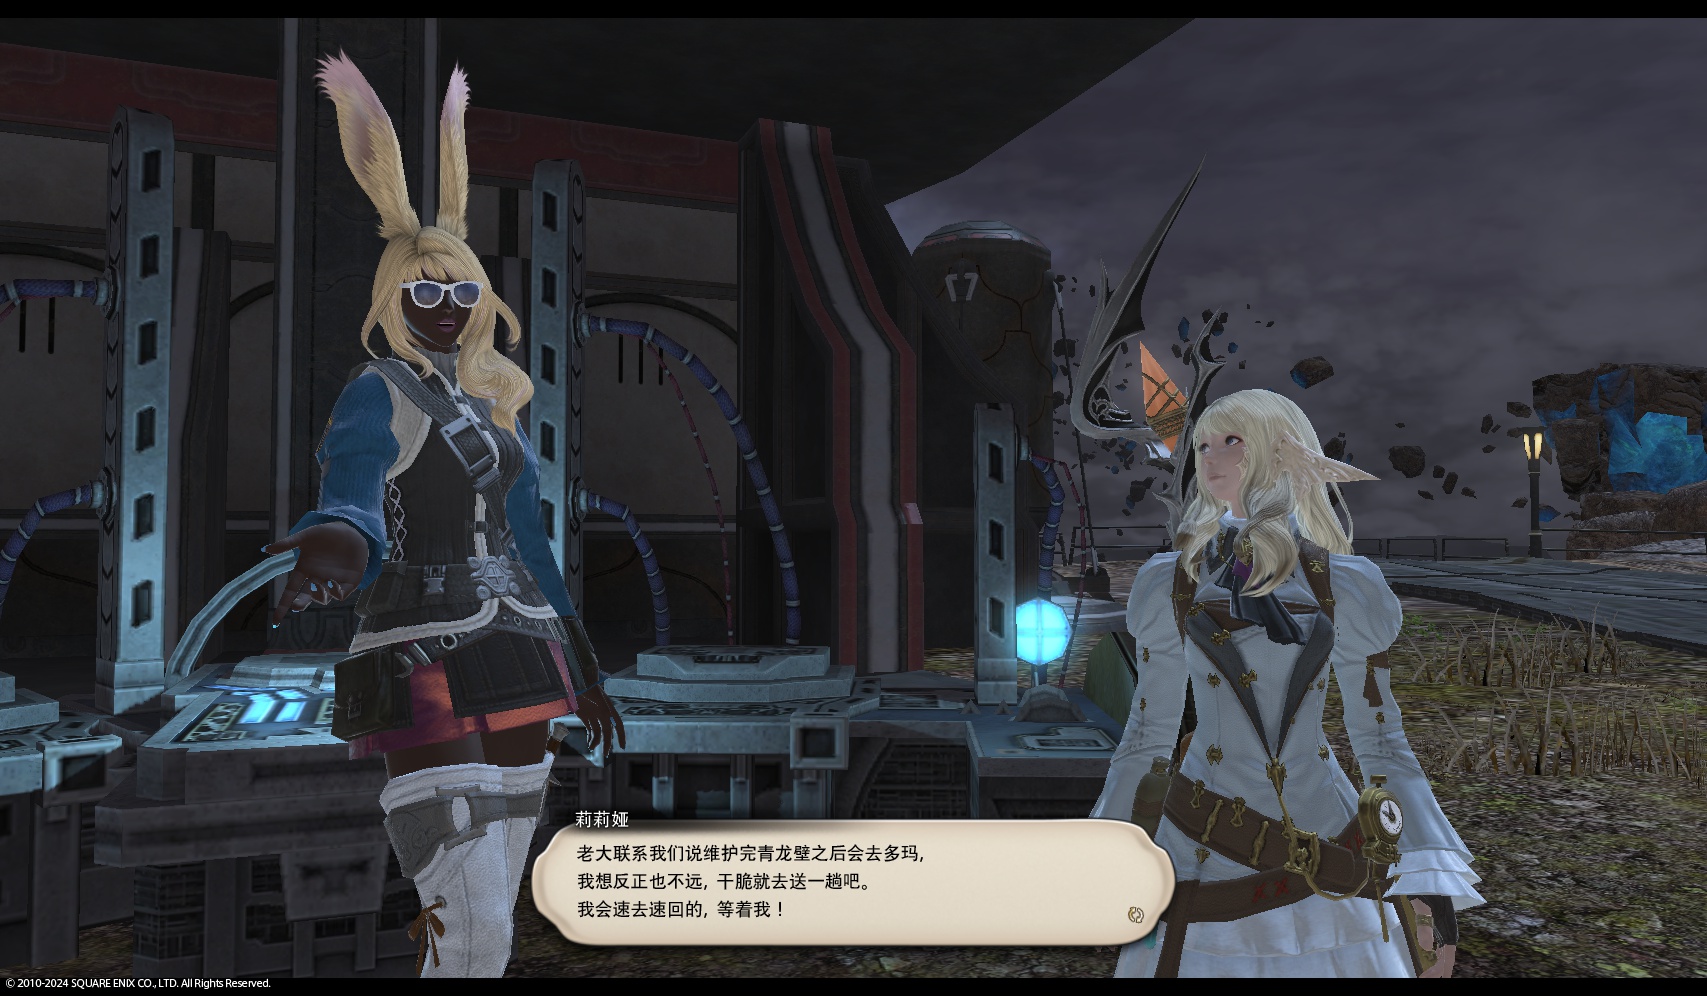 莉莉娅
老大联系我们说维护完青龙壁之后会去多玛，
我想反正也不远，干脆就去送一趟吧。
我会速去速回的，等着我！
© 2010-2024 SQUARE ENIX CO., LTD. All Rights Reserved.